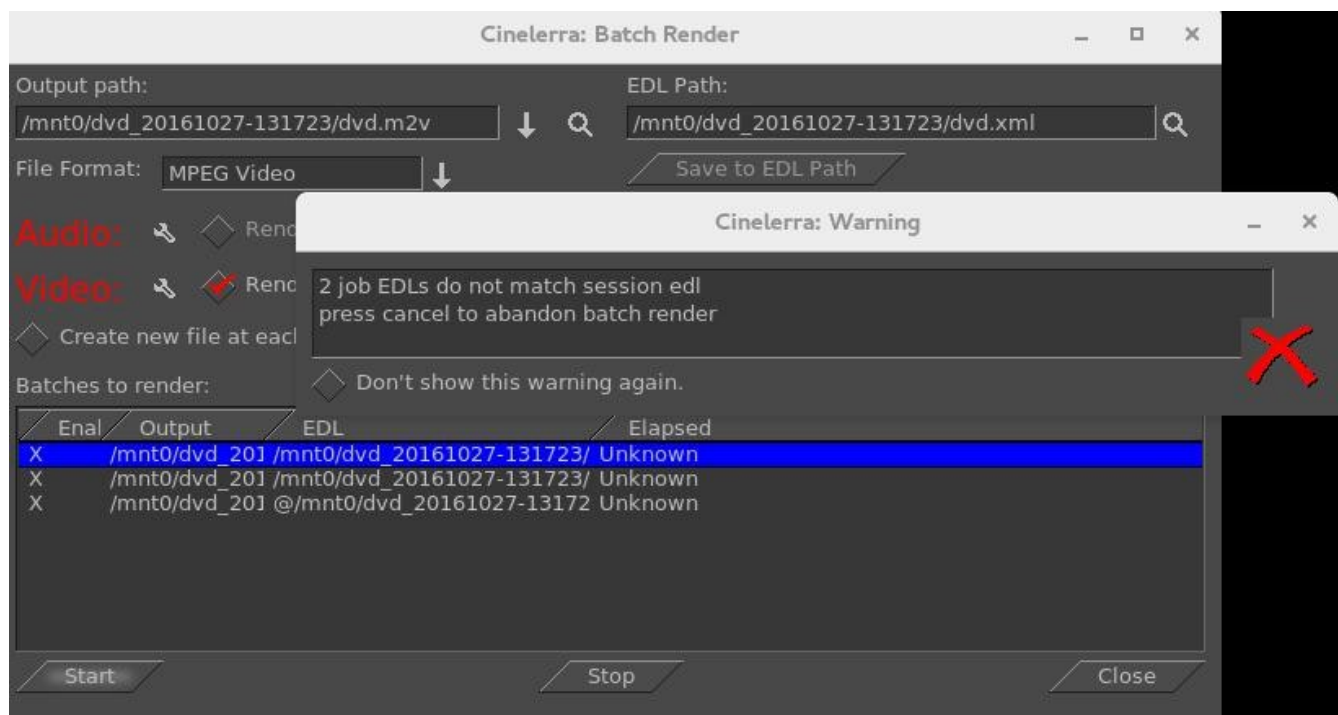 Cinelerra: Batch Render
Output path:
EDL Path:
/mnt0/dvd_20161027-131723/dvd.m2v
/mnt0/dvd_20161027-131723/dvd.xml
File Format:
MPEG Video
Save to EDL Path
Cinelerra: Warning
Audio:
Rend
Video:
Rend
2 job EDLs do not match session edl
press cancel to abandon batch render
Create new file at each
Don't show this warning again.
Batches to render:
Enal Output EDL Elapsed
X /mnt0/dvd_201 /mnt0/dvd_20161027-131723/ Unknown
X /mnt0/dvd_201 /mnt0/dvd_20161027-131723/ Unknown
X /mnt0/dvd_201 @/mnt0/dvd_20161027-13172 Unknown
Start
Stop
Close